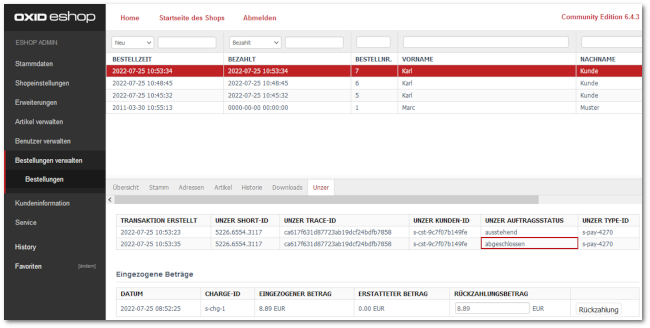 OXID eshop
Home Startseite des Shops Abmelden Community Edition 6.4.3
ESHOP ADMIN
Stammdaten
Shopeinstellungen
Erweiterungen
Artikel verwalten
Benutzer verwalten
Bestellungen verwalten
Bestellungen
Kundeninformation
Service
History
Favoriten [ändern]
Neu Bezahlt
BESTELLZEIT BEZAHLT BESTELLNR. VORNAME NACHNAME
2022-07-25 10:53:34 2022-07-25 10:53:34 7 Karl Kunde
2022-07-25 10:48:45 2022-07-25 10:48:45 6 Karl Kunde
2022-07-25 10:45:32 2022-07-25 10:45:32 5 Karl Kunde
2011-03-30 10:55:13 0000-00-00 00:00:00 1 Marc Muster
Übersicht Stamm Adressen Artikel Historie Downloads Unzer
TRANSAKTION ERSTELLT UNZER SHORT-ID UNZER TRACE-ID UNZER KUNDEN-ID UNZER AUFTRAGSSTATUS UNZER TYPE-ID
2022-07-25 10:53:23 5226.6554.3117 ca617f631d87723ab19dcf24bdfb7858 s-cst-9c7f07b149fe ausstehend s-pay-4270
2022-07-25 10:53:35 5226.6554.3117 ca617f631d87723ab19dcf24bdfb7858 s-cst-9c7f07b149fe abgeschlossen s-pay-4270
Eingezogene Beträge
DATUM CHARGE-ID EINGEZOGENER BETRAG ERSTATTETER BETRAG RÜCKZAHLUNGSBETRAG
2022-07-25 08:52:25 s-chg-1 8.89 EUR 0.00 EUR 8.89 EUR Rückzahlung